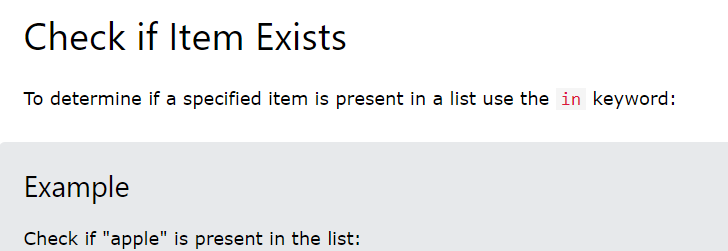 Check if Item Exists
To determine if a specified item is present in a list use the in keyword:
Example
Check if "apple" is present in the list: